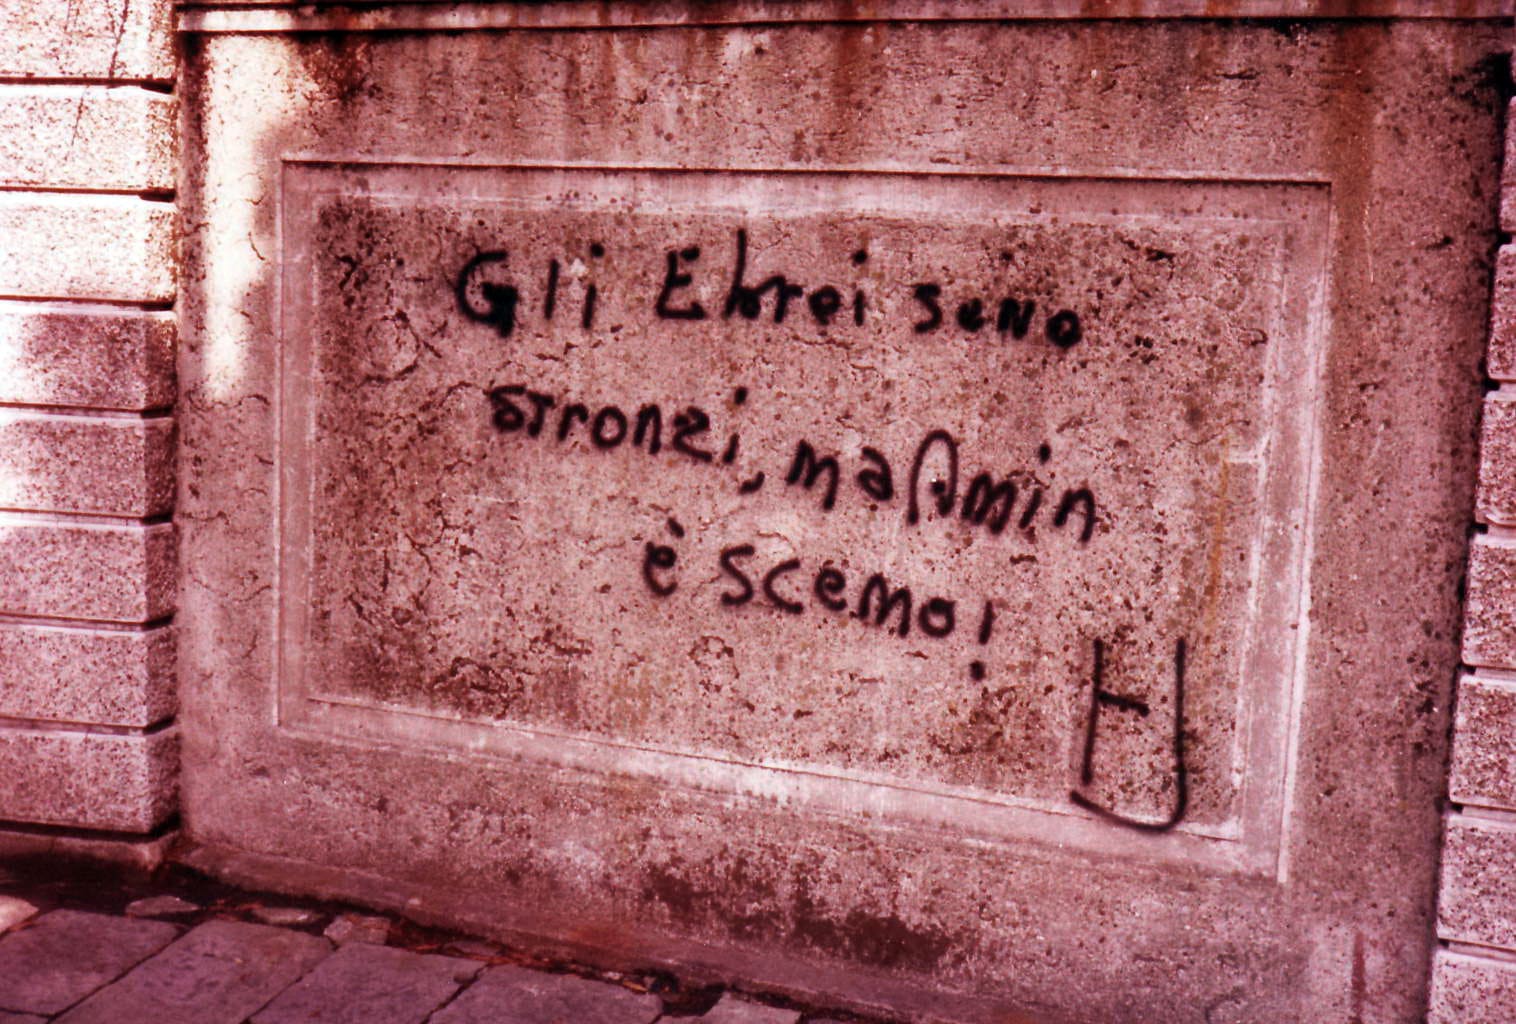 Gli Ebrei sono
stronzi, ma Amin
è scemo!